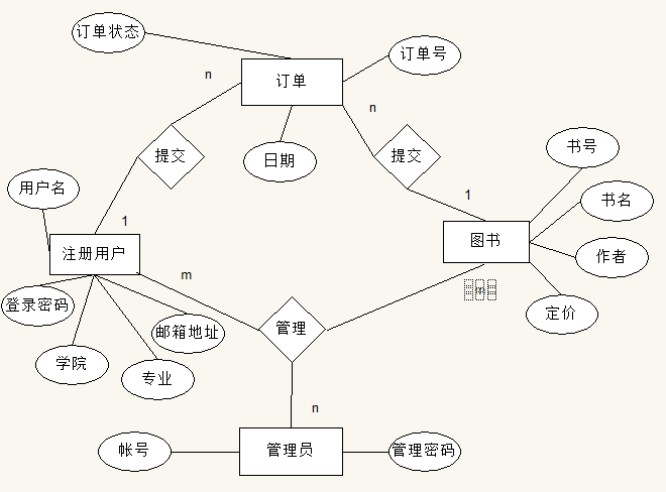 订单状态
订单号
订单
n
n
提交
日期
提交
书号
用户名
书名
1
1
注册用户
图书
作者
m
登录密码
邮箱地址
管理
定价
学院
专业
n
帐号
管理员
管理密码